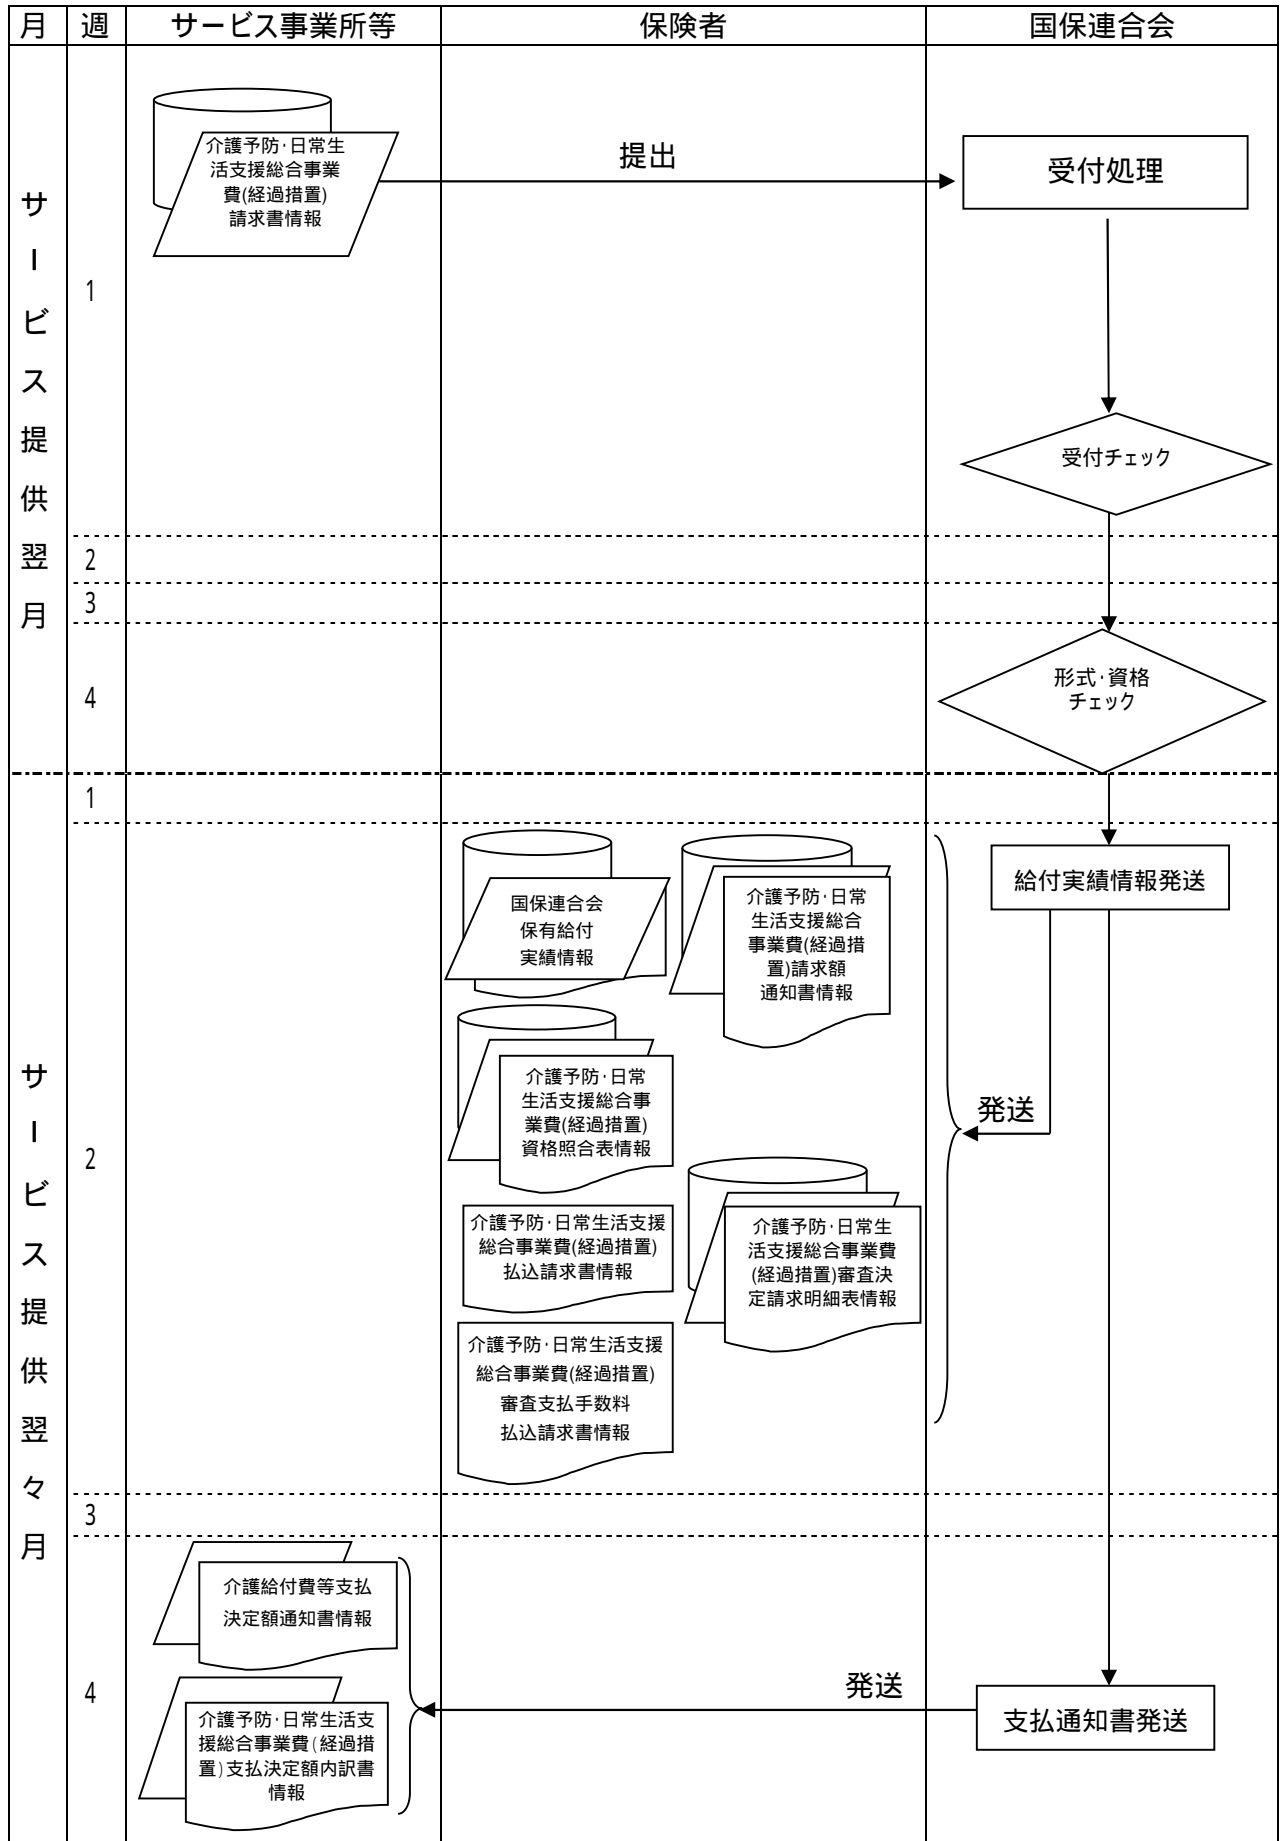 月 週 サービス事業所等 保険者 国保連合会
サービス提供翌月
1
介護予防･日常生
活支援総合事業
費(経過措置)
請求書情報
提出
受付処理
受付チェック
2
3
4
形式･資格
チェック
サービス提供翌々月
1
2
国保連合会
保有給付
実績情報
介護予防･日常
生活支援総合
事業費(経過措
置)請求額
通知書情報
給付実績情報発送
介護予防･日常
生活支援総合事
業費(経過措置)
資格照合表情報
発送
介護予防･日常生活支援
総合事業費(経過措置)
払込請求書情報
介護予防･日常生
活支援総合事業費
(経過措置)審査決
定請求明細表情報
介護予防･日常生活支援
総合事業費(経過措置)
審査支払手数料
払込請求書情報
3
4
介護給付費等支払
決定額通知書情報
介護予防･日常生活支
援総合事業費(経過措
置)支払決定額内訳書
情報
発送
支払通知書発送